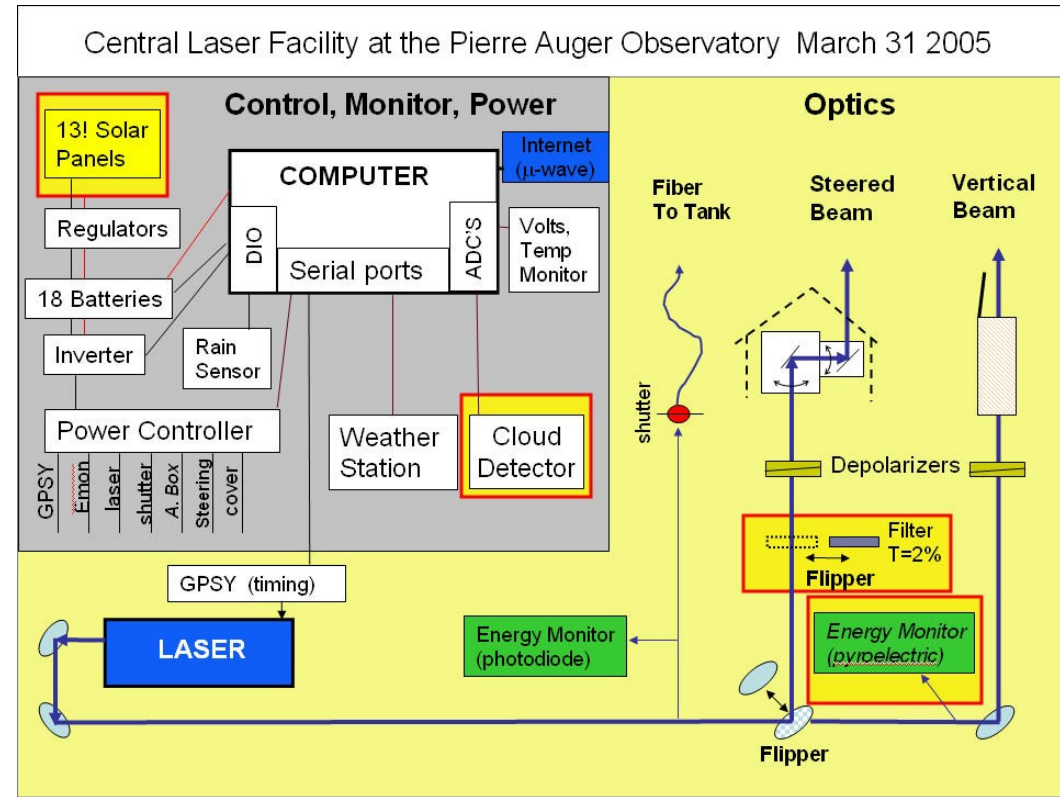 Central Laser Facility at the Pierre Auger Observatory March 31 2005
Control, Monitor, Power
13! Solar
Panels
Regulators
18 Batteries
Inverter
Power Controller
GPSY
Emon
laser
shutter
A. Box
Steering
cover
COMPUTER
DIO
Serial ports
ADC'S
Internet
(μ-wave)
Volts,
Temp
Monitor
Rain
Sensor
Weather
Station
Cloud
Detector
GPSY (timing)
LASER
Optics
Fiber
To Tank
Steered
Beam
Vertical
Beam
shutter
Depolarizers
Filter
T=2%
Flipper
Energy Monitor
(photodiode)
Energy Monitor
(pyroelectric)
Flipper